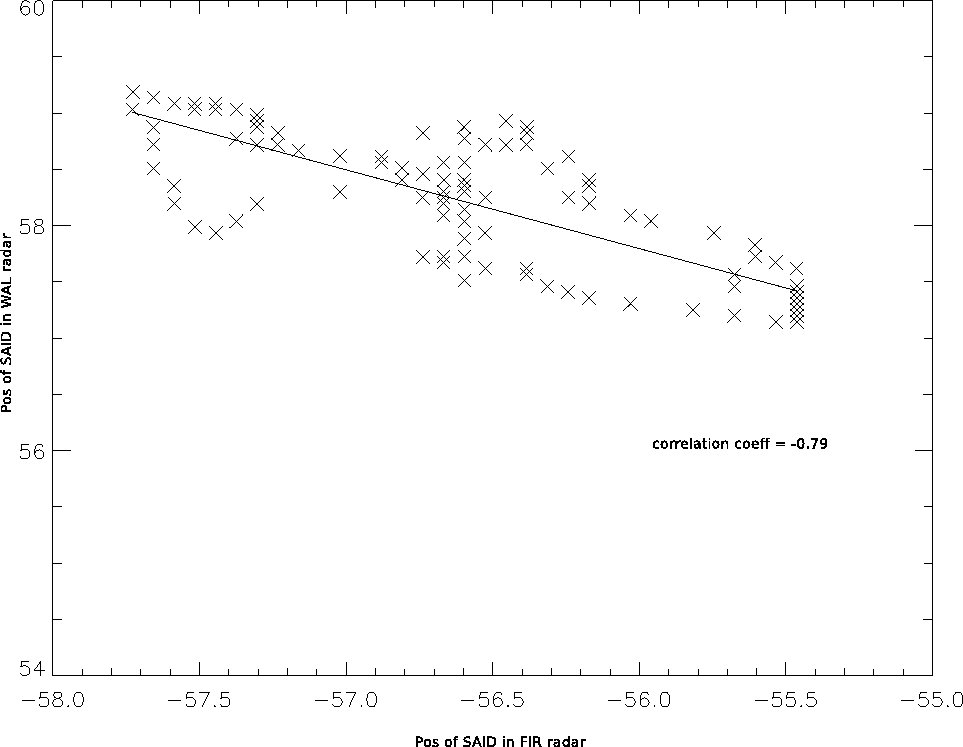 60
58
Pos of SAID in WAL radar
56
correlation coeff = -0.79
54
−58.0 −57.5 −57.0 −56.5 −56.0 −55.5 −55.0
Pos of SAID in FIR radar